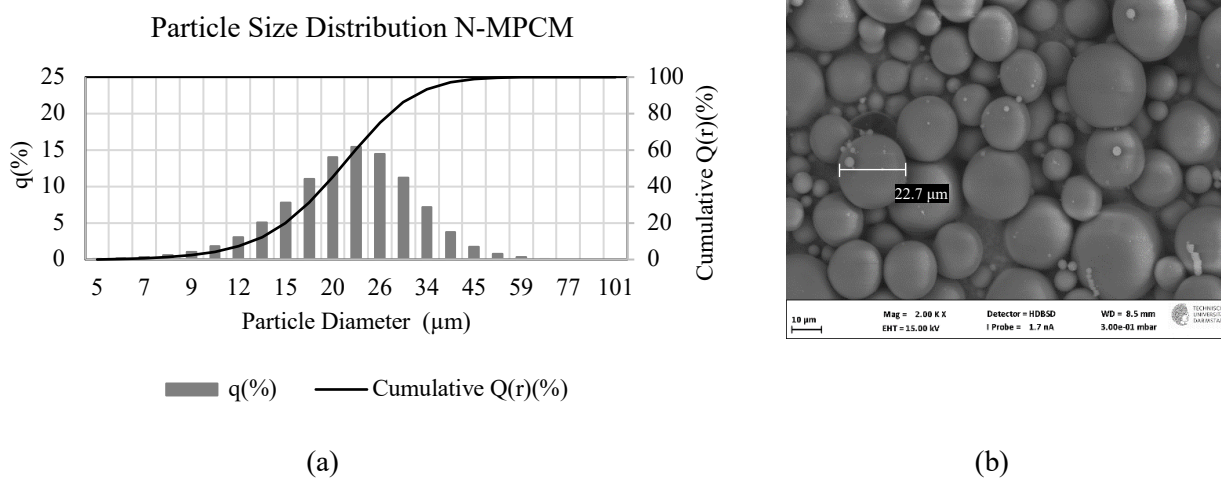 Particle Size Distribution N-MPCM
q(%)
25
20
15
10
5
0
100
80
60
40
20
0
Cumulative Q(r)(%)
5 7 9 12 15 20 26 34 45 59 77 101
Particle Diameter (µm)
q(%) Cumulative Q(r)(%)
(a)
22.7 µm
10 µm
Mag = 2.00 K X
EHT = 15.00 kV
Detector = HDBSD
I Probe = 1.7 nA
WD = 8.5 mm
3.00e-01 mbar
(b)